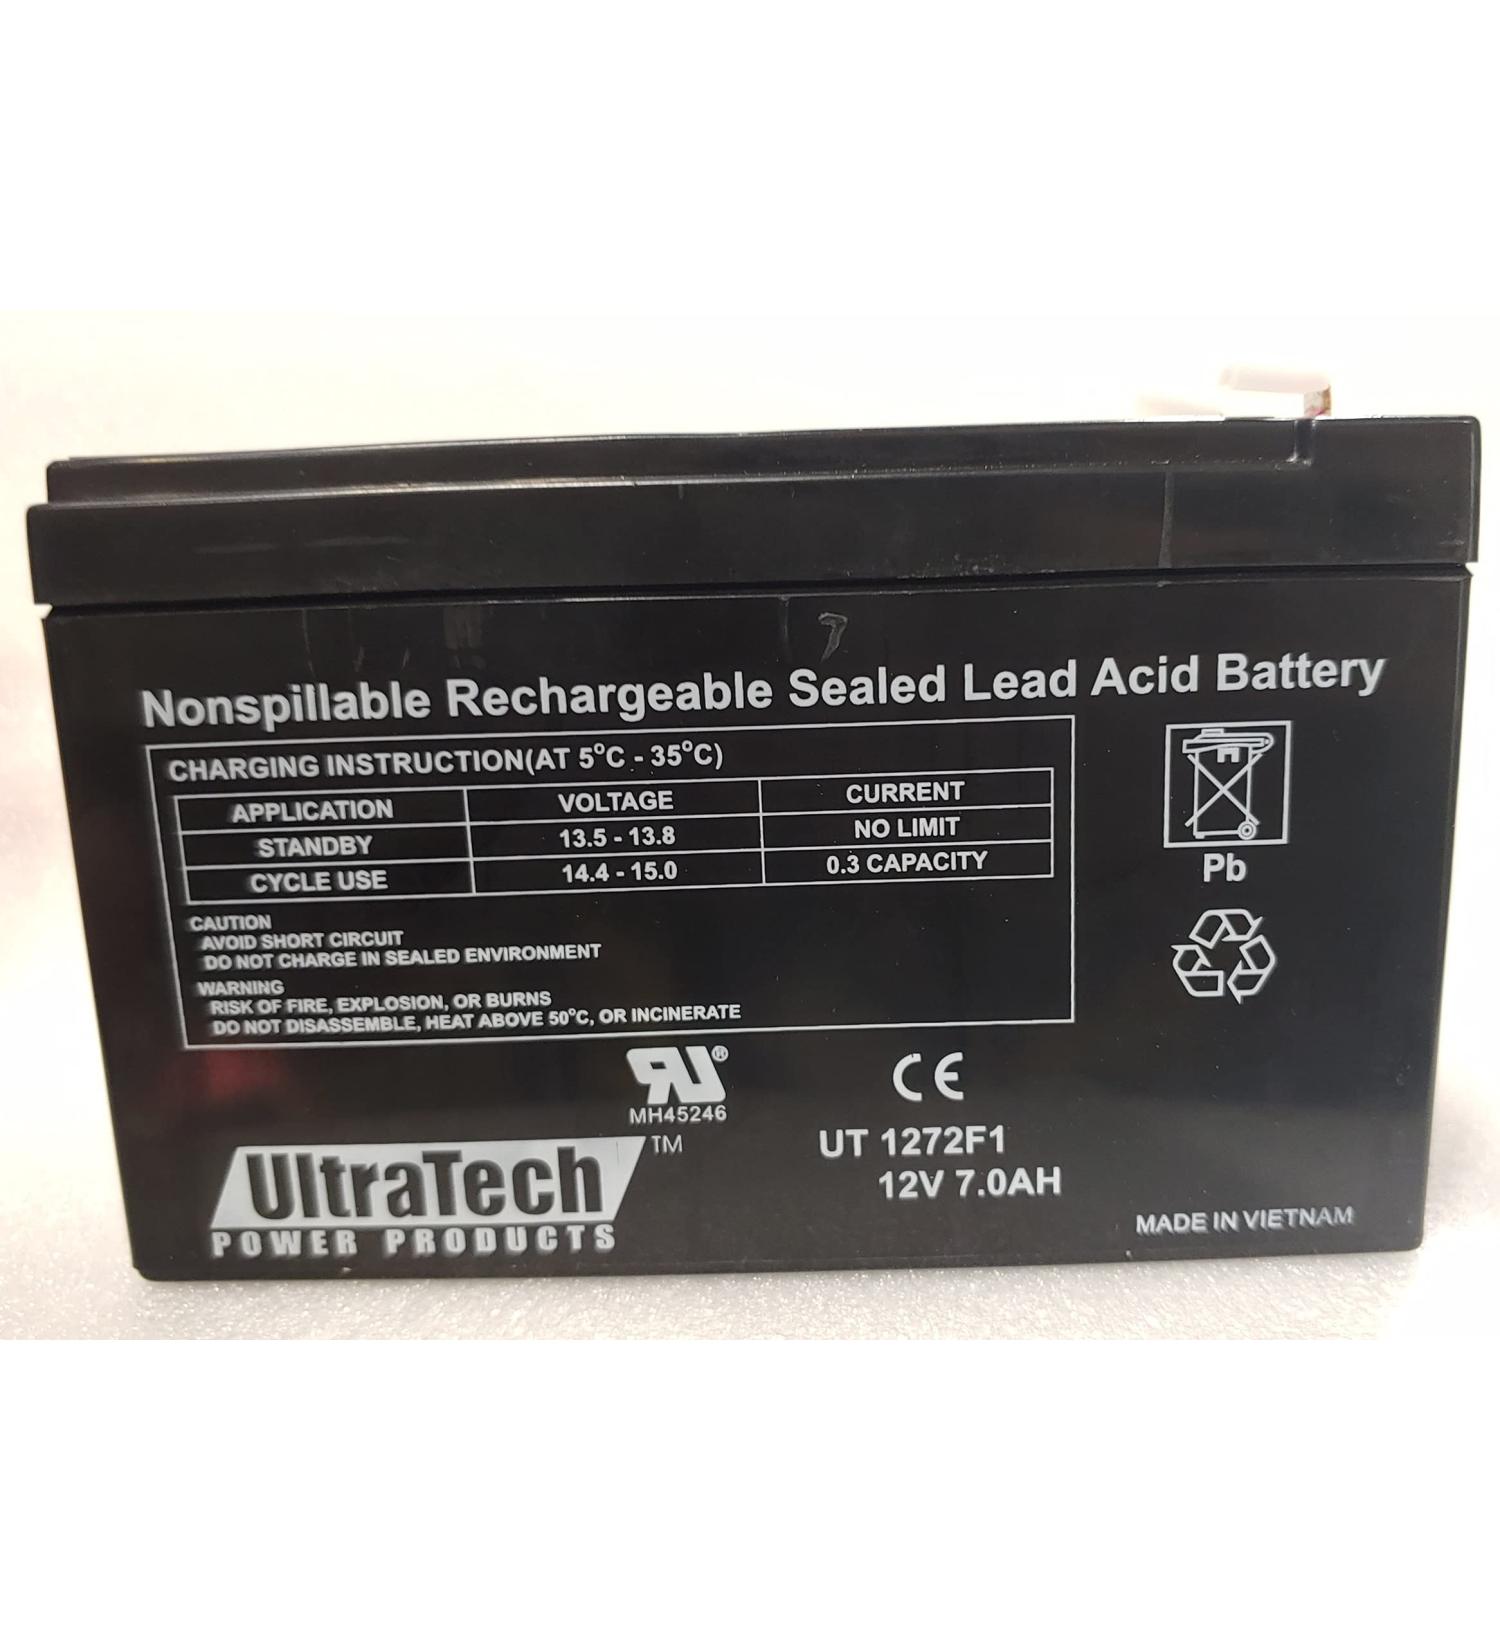 7
Nonspillable Rechargeable Sealed Lead Acid Battery
CHARGING INSTRUCTION(AT 5°C - 35°C)
APPLICATION VOLTAGE CURRENT
STANDBY 13.5 - 13.8 NO LIMIT
CYCLE USE 14.4 - 15.0 0.3 CAPACITY
CAUTION
AVOID SHORT CIRCUIT
DO NOT CHARGE IN SEALED ENVIRONMENT
WARNING
RISK OF FIRE, EXPLOSION, OR BURNS
DO NOT DISASSEMBLE, HEAT ABOVE 50°C, OR INCINERATE
Pb
RU®
MH45246
CE
UltraTech™
POWER PRODUCTS
UT 1272F1
12V 7.0AH
MADE IN VIETNAM